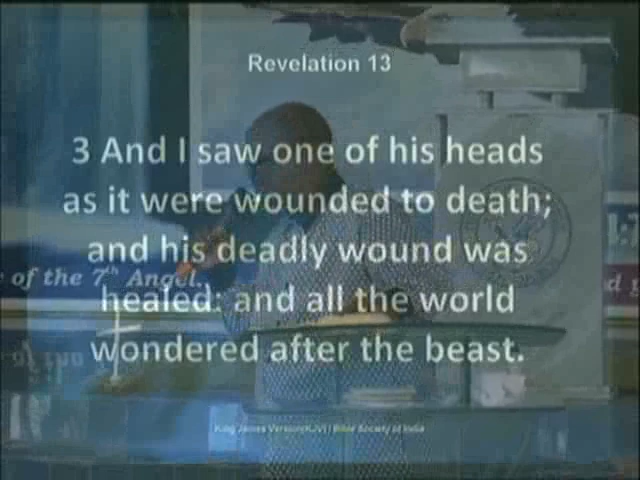 Revelation 13
3 And I saw one of his heads
as it were wounded to death;
and his deadly wound was
of the 7th Angel.
healed: and all the world
wondered after the beast.
King James Version(KJV) | Bible Society of India